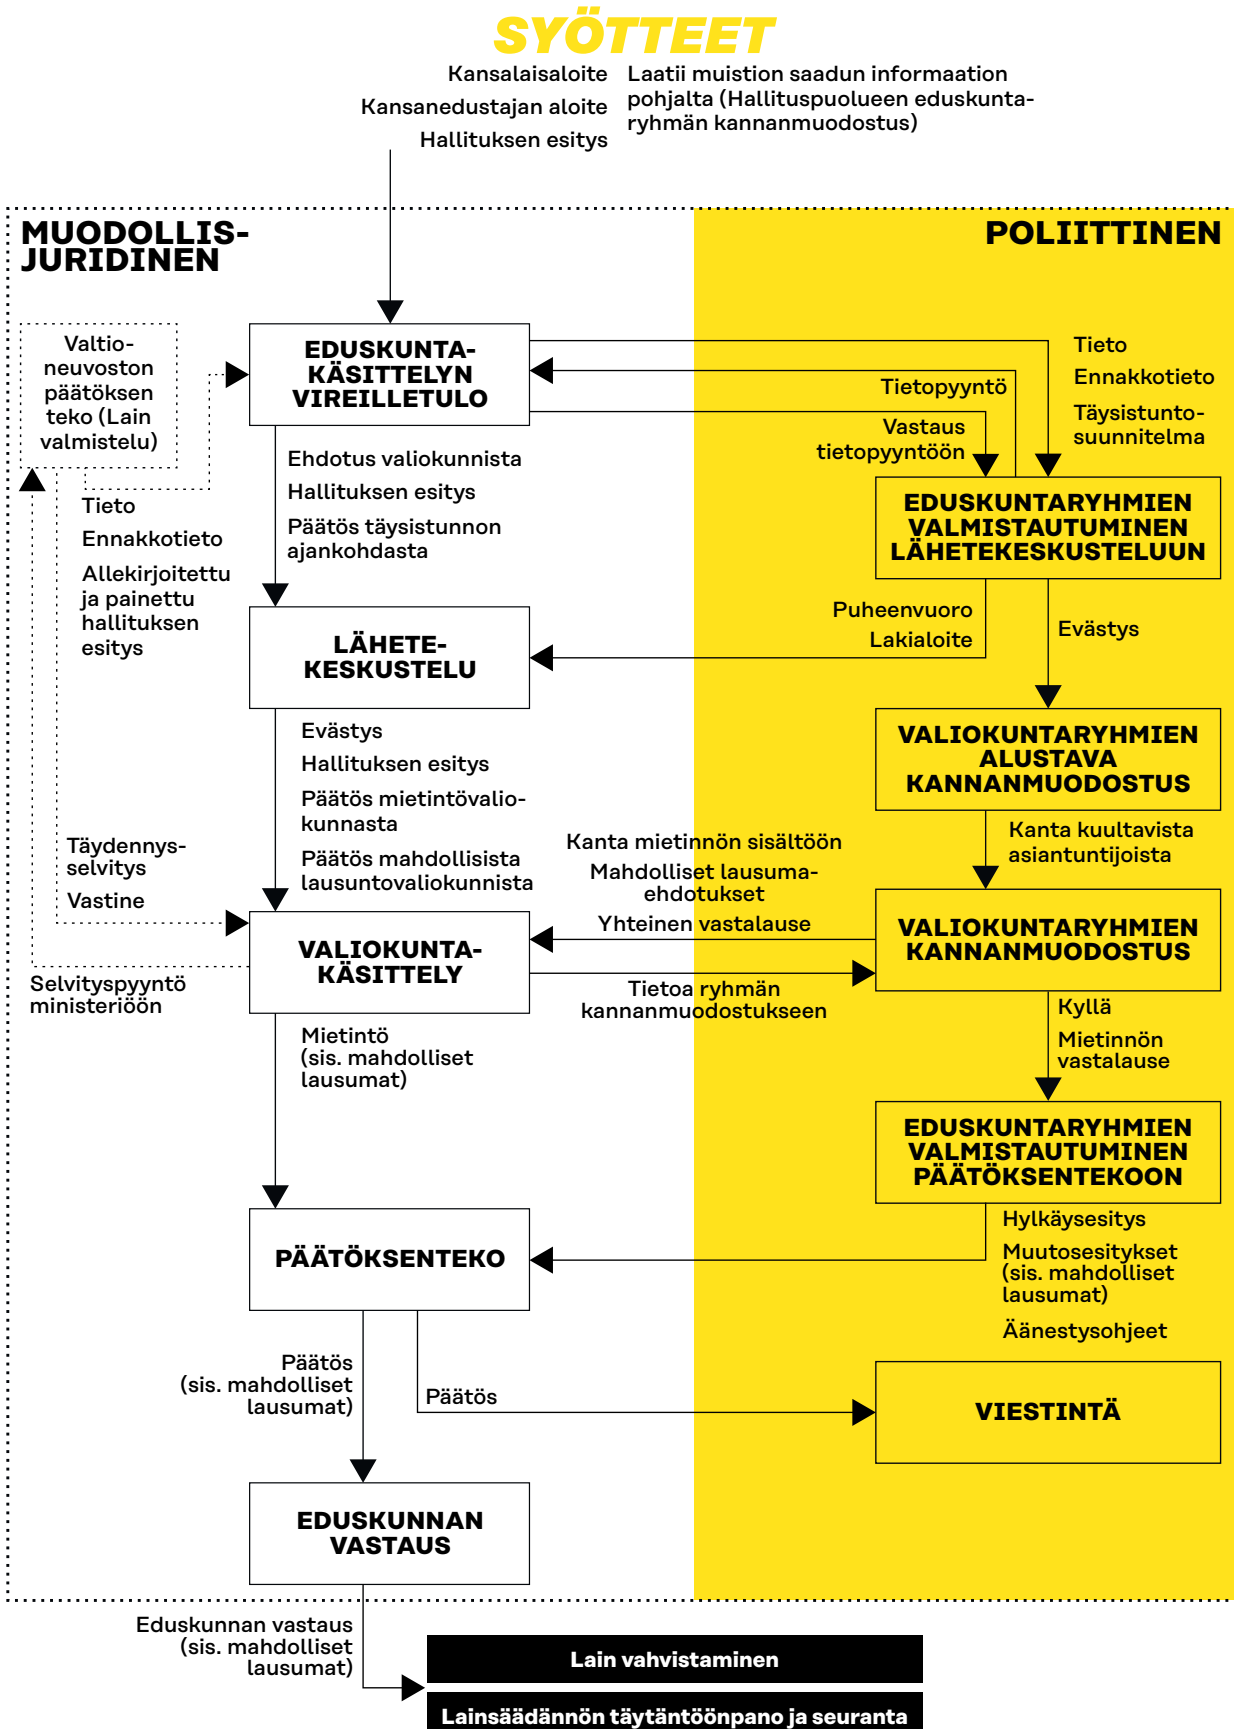 SYÖTTEET
Kansalaisaloite
Kansanedustajan aloite
Hallituksen esitys
Laatii muistion saadun informaation
pohjalta (Hallituspuolueen eduskunta-
ryhmän kannanmuodostus)
MUODOLLIS-
JURIDINEN
POLIITTINEN
Valtio-
neuvoston
päätöksen
teko (Lain
valmistelu)
EDUSKUNTA-
KÄSITTELYN
VIREILLETULO
Tieto
Ennakkotieto
Täysistunto-
suunnitelma
Tietopyyntö
Vastaus
tietopyyntöön
Tieto
Ennakkotieto
Allekirjoitettu
ja painettu
hallituksen
esitys
Ehdotus valiokunnista
Hallituksen esitys
Päätös täysistunnon
ajankohdasta
EDUSKUNTARYHMIEN
VALMISTAUTUMINEN
LÄHETEKESKUSTELUUN
LÄHETE-
KESKUSTELU
Puheenvuoro
Lakialoite
Evästys
Evästys
Hallituksen esitys
Päätös mietintövalio-
kunnasta
Päätös mahdollisista
lausuntovaliokunnista
VALIOKUNTARYHMIEN
ALUSTAVA
KANNANMUODOSTUS
Kanta kuultavista
asiantuntijoista
Täydennys-
selvitys
Vastine
Kanta mietinnön sisältöön
Mahdolliset lausuma-
ehdotukset
Yhteinen vastalause
VALIOKUNTA-
KÄSITTELY
VALIOKUNTARYHMIEN
KANNANMUODOSTUS
Selvityspyyntö
ministeriöön
Tietoa ryhmän
kannanmuodostukseen
Mietintö
(sis. mahdolliset
lausumat)
Kyllä
Mietinnön
vastalause
EDUSKUNTARYHMIEN
VALMISTAUTUMINEN
PÄÄTÖKSENTEKOON
PÄÄTÖKSENTEKO
Hylkäysesitys
Muutosesitykset
(sis. mahdolliset
lausumat)
Äänestysohjeet
Päätös
(sis. mahdolliset
lausumat)
Päätös
VIESTINTÄ
EDUSKUNNAN
VASTAUS
Eduskunnan vastaus
(sis. mahdolliset
lausumat)
Lain vahvistaminen
Lainsäädännön täytäntöönpano ja seuranta